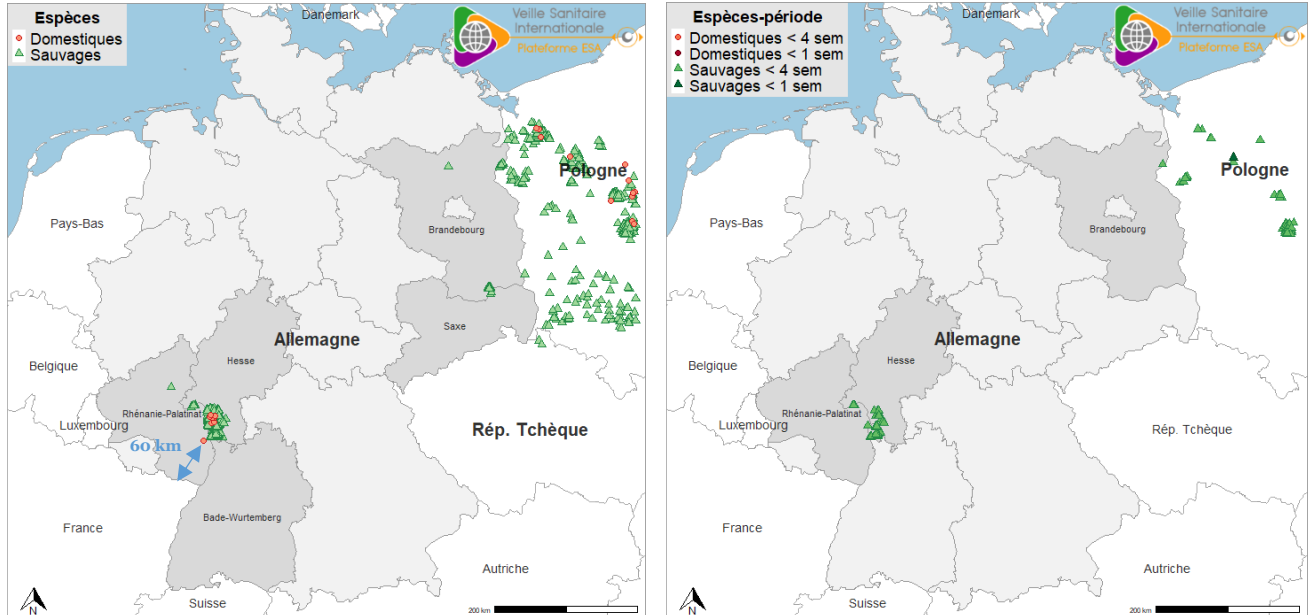 Danemark
Espèces
Domestiques
Sauvages
Veille Sanitaire
Internationale
Plateforme ESA
Pologne
Pays-Bas
Brandebourg
Allemagne
Saxe
Hesse
Belgique
Rhénanie-Palatinat
Luxembourg
60 km
Rép. Tchèque
Bade-Wurtemberg
France
Autriche
Suisse
N
200 km
Danemark
Espèces-période
Domestiques < 4 sem
Domestiques < 1 sem
Sauvages < 4 sem
Sauvages < 1 sem
Veille Sanitaire
Internationale
Plateforme ESA
Pologne
Pays-Bas
Brandebourg
Allemagne
Hesse
Belgique
Rhénanie-Palatinat
Luxembourg
Rép. Tchèque
France
Autriche
Suisse
N
200 km